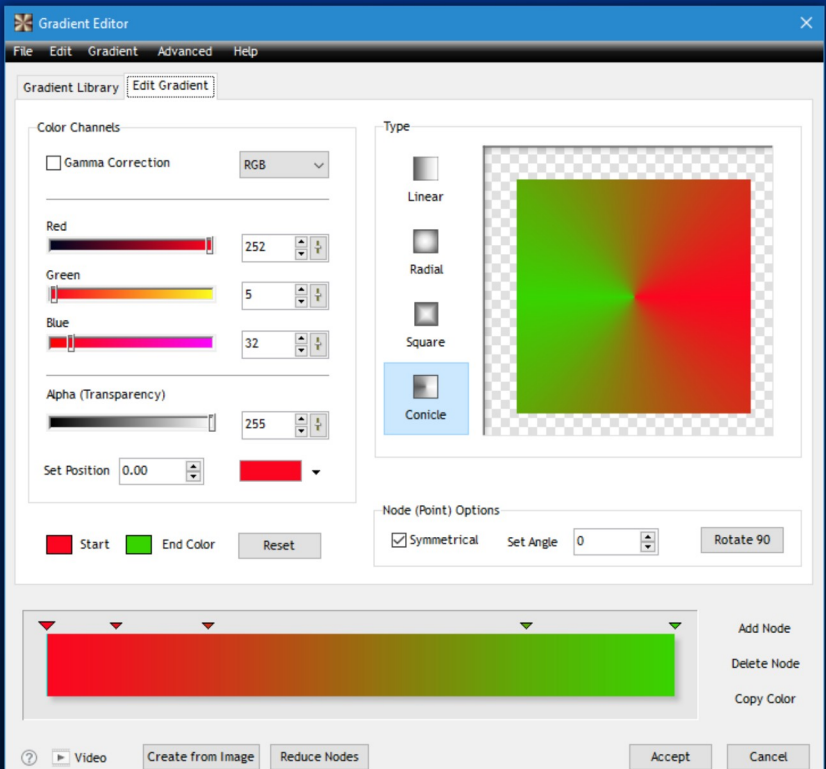 Gradient Editor
File Edit Gradient Advanced Help
Gradient Library Edit Gradient
Color Channels
Gamma Correction RGB
Red
252
Green
5
Blue
32
Alpha (Transparency)
255
Set Position 0.00
Start End Color Reset
Type
Linear
Radial
Square
Conicle
Node (Point) Options
Symmetrical Set Angle 0 Rotate 90
Add Node
Delete Node
Copy Color
? Video Create from Image Reduce Nodes Accept Cancel